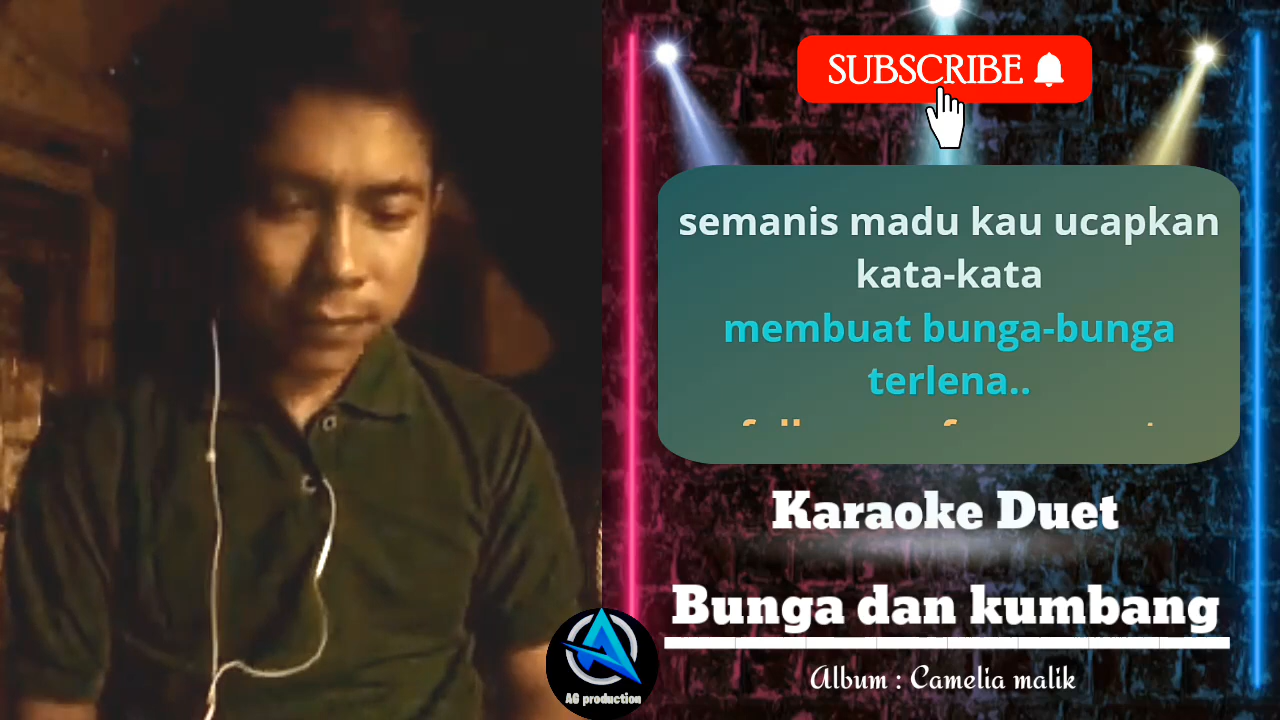 SUBSCRIBE
semanis madu kau ucapkan
kata-kata
membuat bunga-bunga
terlena..
Karaoke Duet
Bunga dan kumbang
Album : Camelia malik
AG production